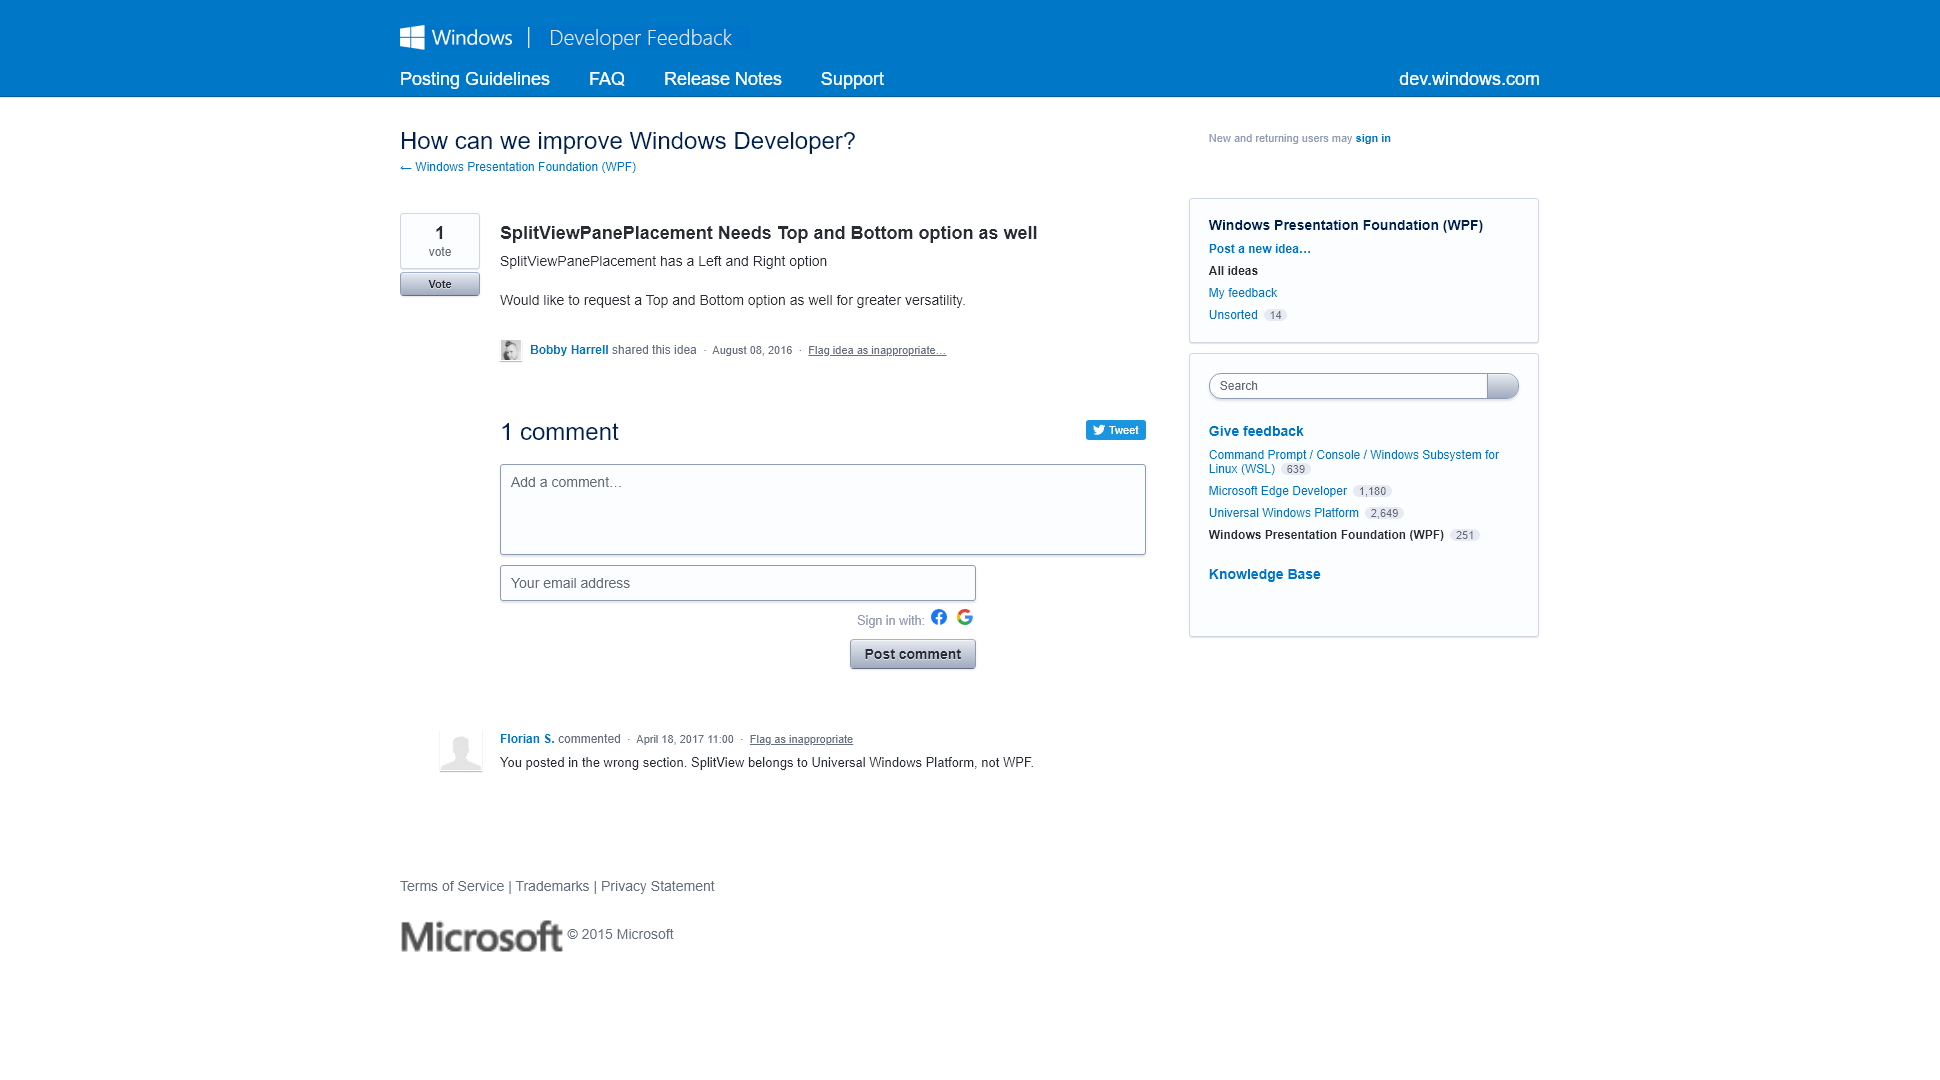 Windows | Developer Feedback
Posting Guidelines FAQ Release Notes Support dev.windows.com
How can we improve Windows Developer?
← Windows Presentation Foundation (WPF)
New and returning users may sign in
1
vote
Vote
SplitViewPanePlacement Needs Top and Bottom option as well
SplitViewPanePlacement has a Left and Right option
Would like to request a Top and Bottom option as well for greater versatility.
Bobby Harrell shared this idea · August 08, 2016 · Flag idea as inappropriate…
1 comment
Tweet
Add a comment…
Your email address
Sign in with:
Post comment
Florian S. commented · April 18, 2017 11:00 · Flag as inappropriate
You posted in the wrong section. SplitView belongs to Universal Windows Platform, not WPF.
Windows Presentation Foundation (WPF)
Post a new idea…
All ideas
My feedback
Unsorted 14
Search
Give feedback
Command Prompt / Console / Windows Subsystem for
Linux (WSL) 639
Microsoft Edge Developer 1,180
Universal Windows Platform 2,649
Windows Presentation Foundation (WPF) 251
Knowledge Base
Terms of Service | Trademarks | Privacy Statement
Microsoft © 2015 Microsoft